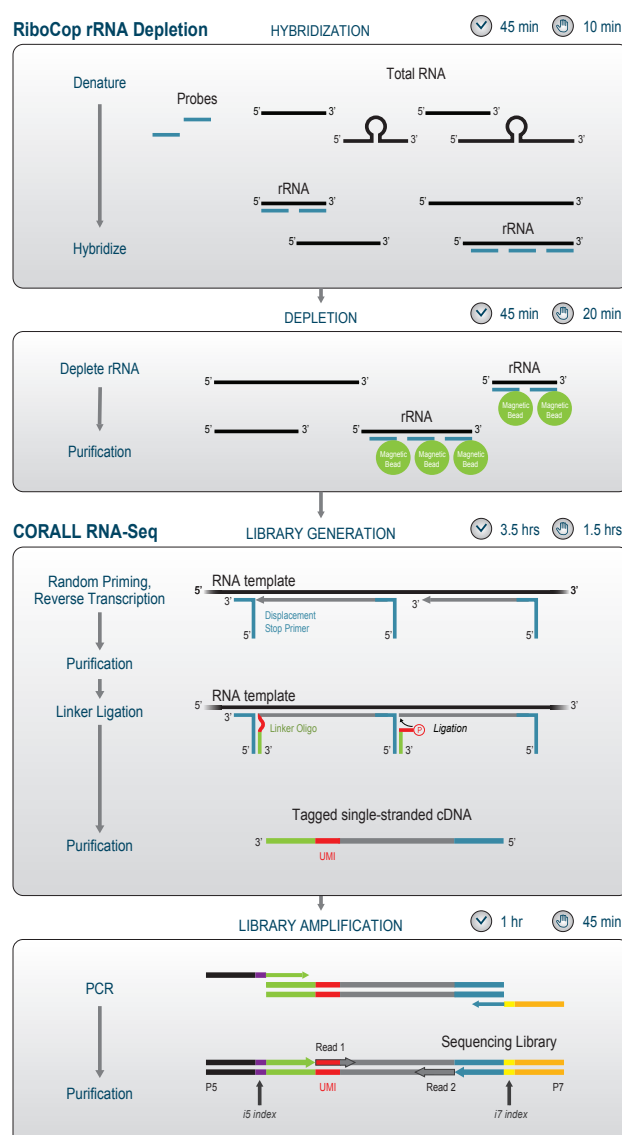 RiboCop rRNA Depletion
HYBRIDIZATION
45 min
10 min
Denature
Total RNA
Probes
5’ 3’ 5’ 3’
5’ 3’ 5’ 3’
rRNA
5’ 3’ 5’ 3’
rRNA
Hybridize
5’ 3’ 5’ 3’
DEPLETION
45 min
20 min
Deplete rRNA
rRNA
5’ 3’ 5’ 3’
Magnetic Bead
Magnetic Bead
rRNA
5’ 3’ 5’ 3’
Purification
Magnetic Bead
Magnetic Bead
Magnetic Bead
CORALL RNA-Seq
LIBRARY GENERATION
3.5 hrs
1.5 hrs
Random Priming,
Reverse Transcription
RNA template
5’ 3’
3’ 3’
Displacement
Stop Primer
5’ 5’ 5’
Purification
Linker Ligation
RNA template
5’ 3’
3’
Linker Oligo
P
Ligation
5’ 3’ 5’ 3’ 5’
Tagged single-stranded cDNA
Purification
3’ 5’
UMI
LIBRARY AMPLIFICATION
1 hr
45 min
PCR
Read 1
Sequencing Library
Purification
P5
UMI
Read 2
P7
i5 index
i7 index